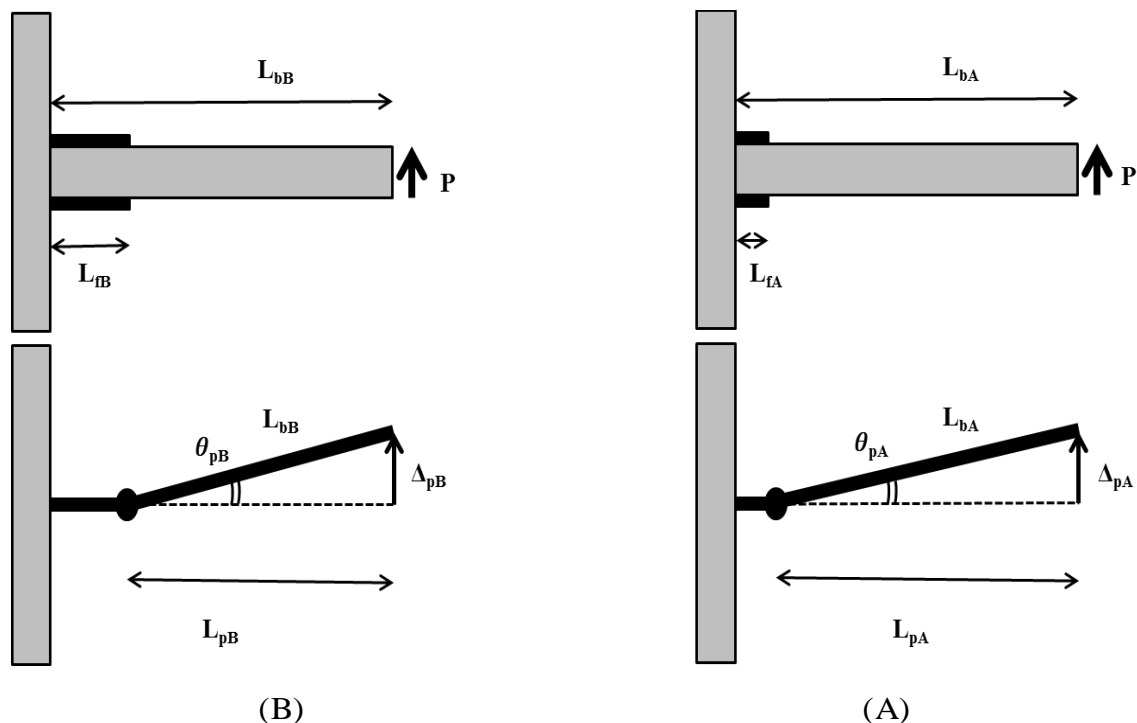 L_bB
P
L_fB
L_bB
θ_pB
Δ_pB
L_pB
(B)
L_bA
P
L_fA
L_bA
θ_pA
Δ_pA
L_pA
(A)